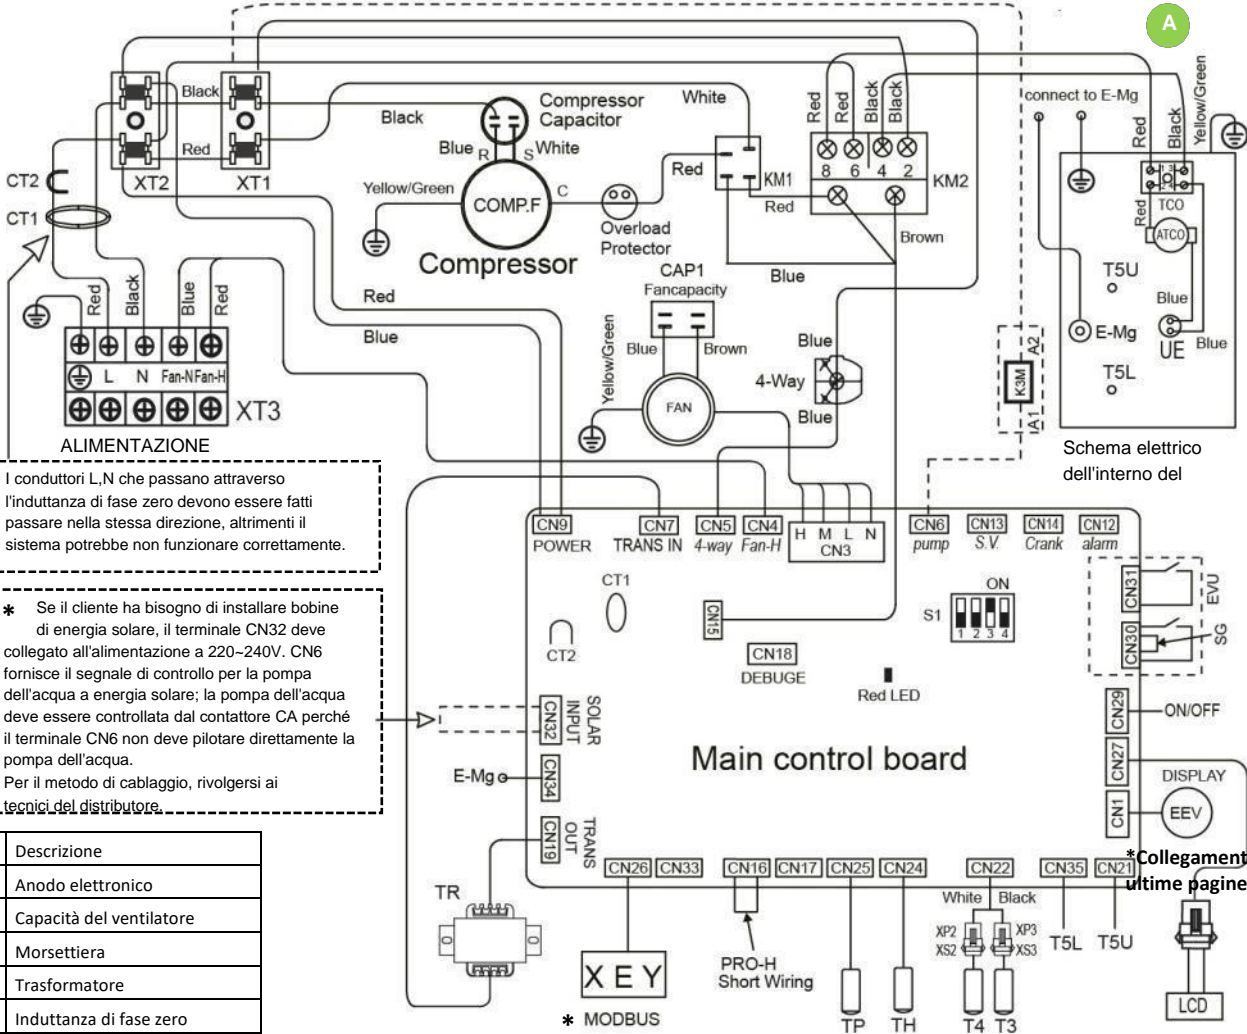 A
Black
Red
XT2
XT1
CT2
CT1
Black
Compressor
Capacitor
Blue
R
S
White
Yellow/Green
COMP.F
C
Compressor
Overload
Protector
White
Red
KM1
Red
Red
Red
Black
Black
8 6 4 2
KM2
Brown
Blue
connect to E-Mg
Red
Black
Yellow/Green
1 3
2 4
TCO
Red
ATCO
T5U
Blue
E-Mg
UE
Blue
T5L
Schema elettrico
dell'interno del
Red
Black
Blue
Red
L N Fan-N Fan-H
XT3
ALIMENTAZIONE
Red
Blue
CAP1
Fancapacity
Blue
Brown
Yellow/Green
FAN
Blue
4-Way
Blue
A2
K3M
A1
I conduttori L,N che passano attraverso
l'induttanza di fase zero devono essere fatti
passare nella stessa direzione, altrimenti il
sistema potrebbe non funzionare correttamente.
* Se il cliente ha bisogno di installare bobine
di energia solare, il terminale CN32 deve
collegato all'alimentazione a 220~240V. CN6
fornisce il segnale di controllo per la pompa
dell'acqua a energia solare; la pompa dell'acqua
deve essere controllata dal contattore CA perché
il terminale CN6 non deve pilotare direttamente la
pompa dell'acqua.
Per il metodo di cablaggio, rivolgersi ai
tecnici del distributore.
CN9
POWER
CN7
TRANS IN
CN5
4-way
CN4
Fan-H
H M L N
CN3
CN6
pump
CN13
S.V.
CN14
Crank
CN12
alarm
CT1
CT2
CN15
CN18
DEBUGE
ON
S1
1 2 3 4
Red LED
CN31
EVU
CN30
SG
CN29
ON/OFF
CN27
CN1
DISPLAY
EEV
CN32
SOLAR
INPUT
E-Mg
CN34
CN19
TRANS
OUT
Main control board
CN26 CN33 CN16 CN17 CN25 CN24 CN22 CN35 CN21
*Collegament
ultime pagine
White
Black
XP2
XS2
XP3
XS3
T5L
T5U
TR
XEY
* MODBUS
PRO-H
Short Wiring
TP
TH
T4
T3
LCD
Descrizione
Anodo elettronico
Capacità del ventilatore
Morsettiera
Trasformatore
Induttanza di fase zero